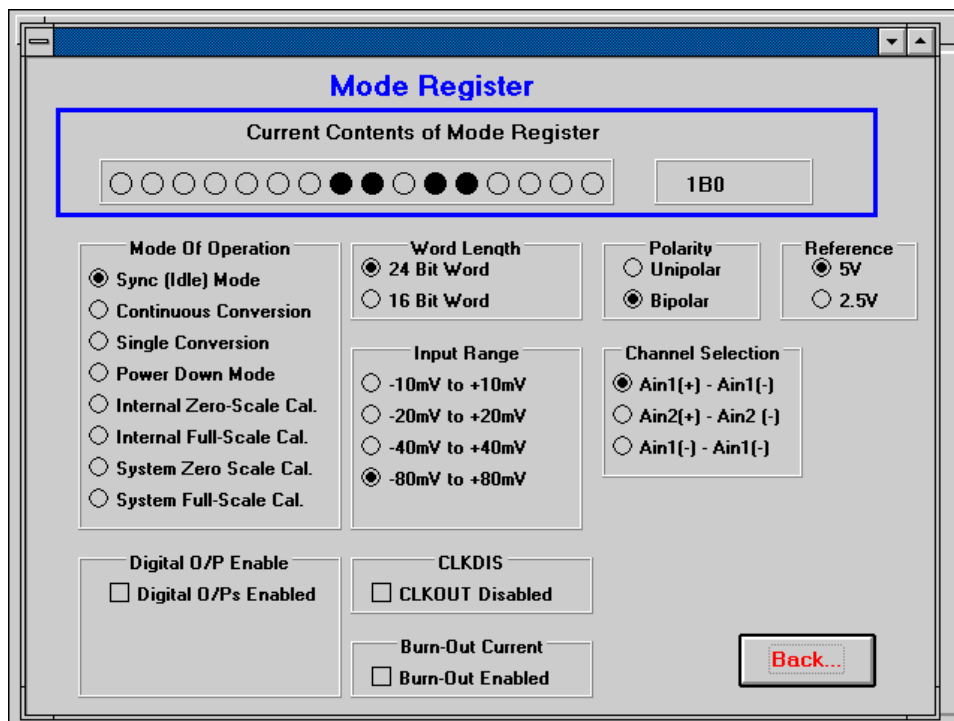 Mode Register
Current Contents of Mode Register
1B0
Mode Of Operation
Sync (Idle) Mode
Continuous Conversion
Single Conversion
Power Down Mode
Internal Zero-Scale Cal.
Internal Full-Scale Cal.
System Zero Scale Cal.
System Full-Scale Cal.
Word Length
24 Bit Word
16 Bit Word
Polarity
Unipolar
Bipolar
Reference
5V
2.5V
Input Range
-10mV to +10mV
-20mV to +20mV
-40mV to +40mV
-80mV to +80mV
Channel Selection
Ain1(+) - Ain1(-)
Ain2(+) - Ain2 (-)
Ain1(-) - Ain1(-)
Digital O/P Enable
Digital O/Ps Enabled
CLKDIS
CLKOUT Disabled
Burn-Out Current
Burn-Out Enabled
Back...